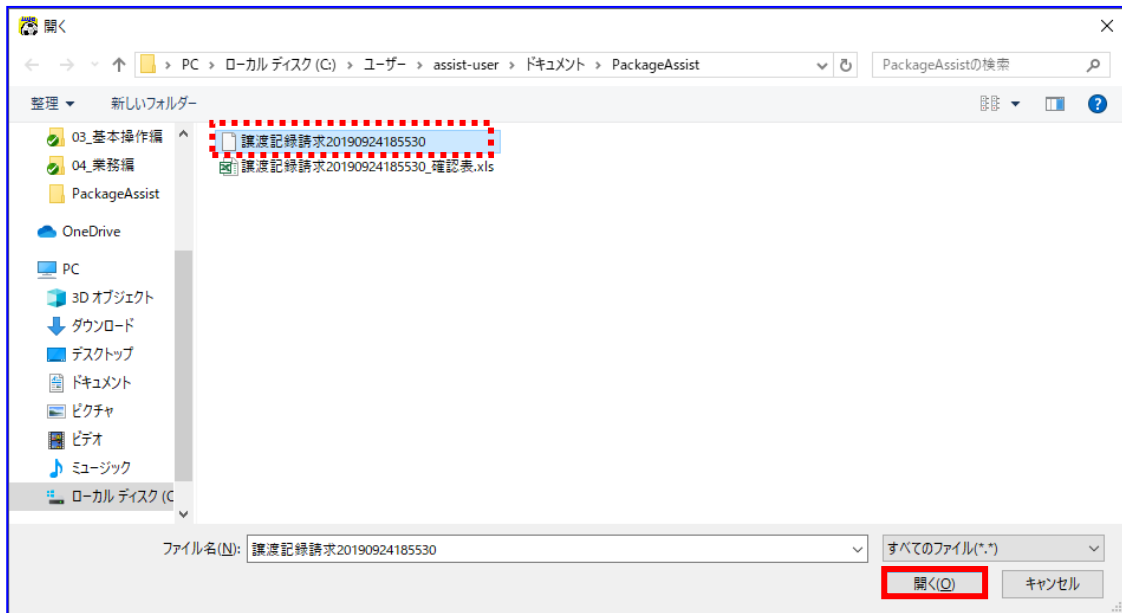 開く
PC › ローカル ディスク (C:) › ユーザー › assist-user › ドキュメント › PackageAssist
PackageAssistの検索
整理
新しいフォルダー
03_基本操作編
04_業務編
PackageAssist
OneDrive
PC
3D オブジェクト
ダウンロード
デスクトップ
ドキュメント
ピクチャ
ビデオ
ミュージック
ローカル ディスク (C
譲渡記録請求20190924185530
譲渡記録請求20190924185530_確認表.xls
ファイル名(N): 譲渡記録請求20190924185530
すべてのファイル(*.*)
開く(O)
キャンセル